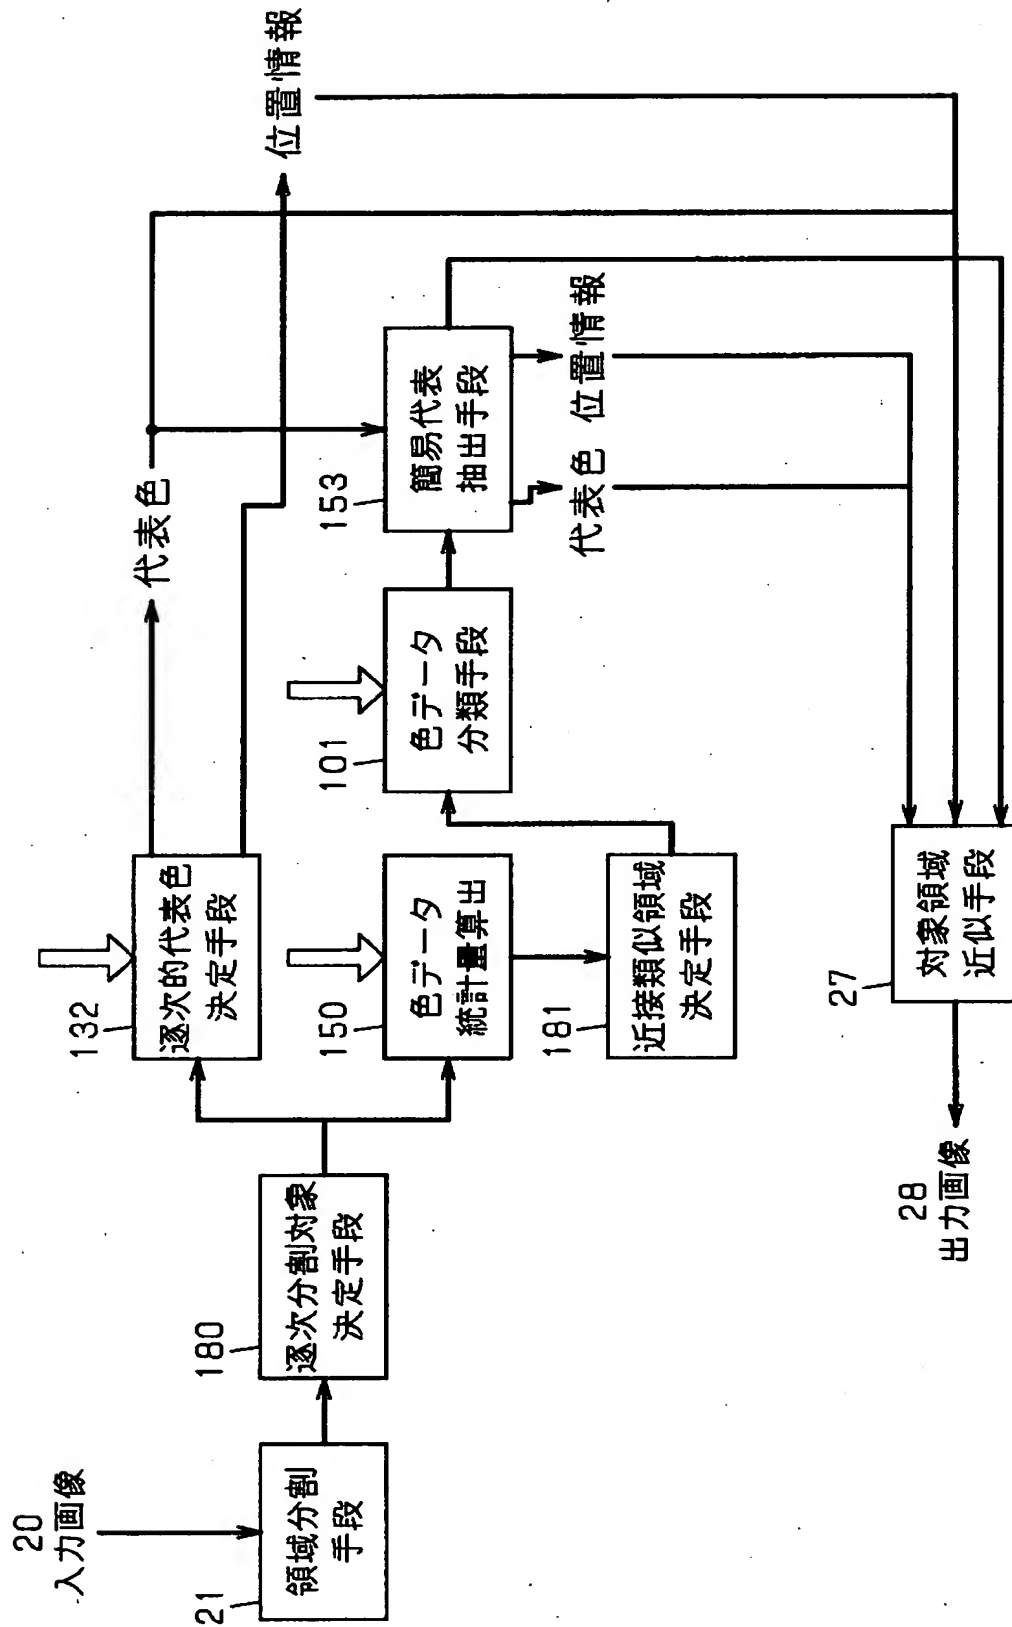 20
入力画像
21
領域分割
手段
180
逐次分割対象
決定手段
132
逐次的代表色
決定手段
代表色
位置情報
150
色データ
統計量算出
181
近接類似領域
決定手段
101
色データ
分類手段
153
簡易代表
抽出手段
代表色
位置情報
27
対象領域
近似手段
28
出力画像